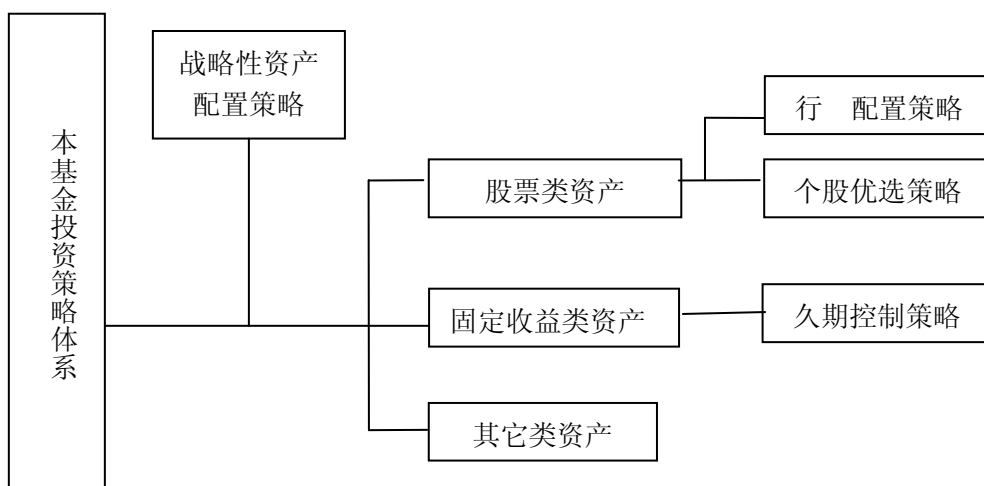 本基金投资策略体系
战略性资产
配置策略
股票类资产
行 配置策略
个股优选策略
固定收益类资产
久期控制策略
其它类资产